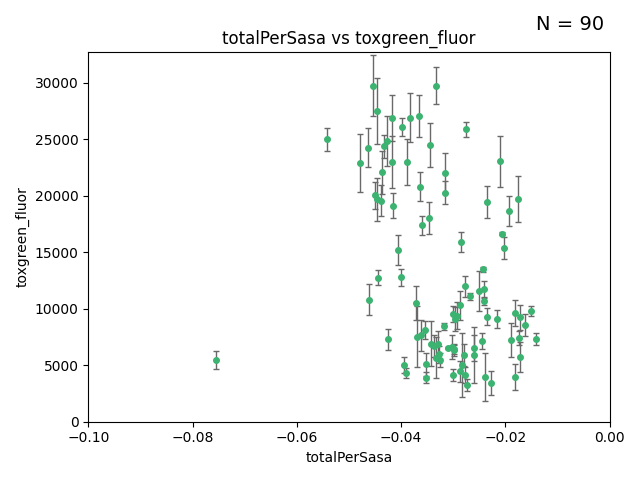 N = 90
totalPerSasa vs toxgreen_fluor
30000
25000
20000
15000
10000
5000
0
toxgreen_fluor
−0.10 −0.08 −0.06 −0.04 −0.02 0.00
totalPerSasa